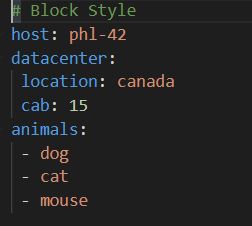 # Block Style
host: phl-42
datacenter:
 location: canada
 cab: 15
animals:
 - dog
 - cat
 - mouse